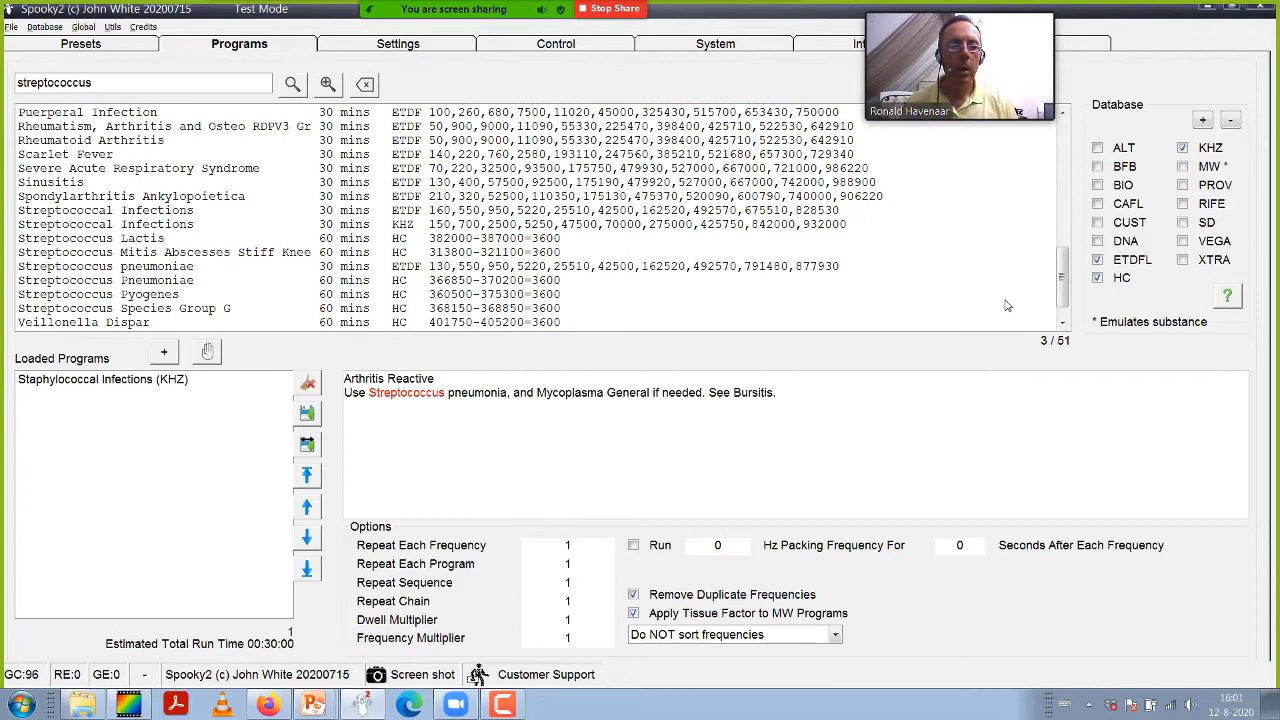 Spooky2 (c) John White 20200715 Test Mode
You are screen sharing Stop Share
File Database Global Utils Credits
Presets Programs Settings Control System Int
streptococcus
Ronald Havenaar
Puerperal Infection 30 mins ETDF 100,260,680,7500,11020,45000,325430,515700,653430,750000
Rheumatism, Arthritis and Osteo RDPV3 Gr 30 mins ETDF 50,900,9000,11090,55330,225470,398400,425710,522530,642910
Rheumatoid Arthritis 30 mins ETDF 50,900,9000,11090,55330,225470,398400,425710,522530,642910
Scarlet Fever 30 mins ETDF 140,220,760,2580,193110,247560,385210,521680,657300,729340
Severe Acute Respiratory Syndrome 30 mins ETDF 70,220,32500,93500,175750,479930,527000,667000,721000,986220
Sinusitis 30 mins ETDF 130,400,57500,92500,175190,479920,527000,667000,742000,988900
Spondylarthritis Ankylopoietica 30 mins ETDF 210,320,52500,110350,175130,475370,520090,600790,740000,906220
Streptococcal Infections 30 mins ETDF 160,550,950,5220,25510,42500,162520,492570,675510,828530
Streptococcal Infections 30 mins KHZ 150,700,2500,5250,47500,70000,275000,425750,842000,932000
Streptococcus Lactis 60 mins HC 382000-387000=3600
Streptococcus Mitis Abscesses Stiff Knee 60 mins HC 313800-321100=3600
Streptococcus pneumoniae 30 mins ETDF 130,550,950,5220,25510,42500,162520,492570,791480,877930
Streptococcus Pneumoniae 60 mins HC 366850-370200=3600
Streptococcus Pyogenes 60 mins HC 360500-375300=3600
Streptococcus Species Group G 60 mins HC 368150-368850=3600
Veillonella Dispar 60 mins HC 401750-405200=3600
Database
+ -
ALT KHZ
BFB MW *
BIO PROV
CAFL RIFE
CUST SD
DNA VEGA
ETDFL XTRA
HC
?
* Emulates substance
3 / 51
Loaded Programs +
Staphylococcal Infections (KHZ)
1
Estimated Total Run Time 00:30:00
Arthritis Reactive
Use Streptococcus pneumonia, and Mycoplasma General if needed. See Bursitis.
Options
Repeat Each Frequency 1 Run 0 Hz Packing Frequency For 0 Seconds After Each Frequency
Repeat Each Program 1
Repeat Sequence 1 Remove Duplicate Frequencies
Repeat Chain 1 Apply Tissue Factor to MW Programs
Dwell Multiplier 1
Frequency Multiplier 1 Do NOT sort frequencies
GC:96 RE:0 GE:0 - Spooky2 (c) John White 20200715 Screen shot Customer Support
16:01
12-8-2020